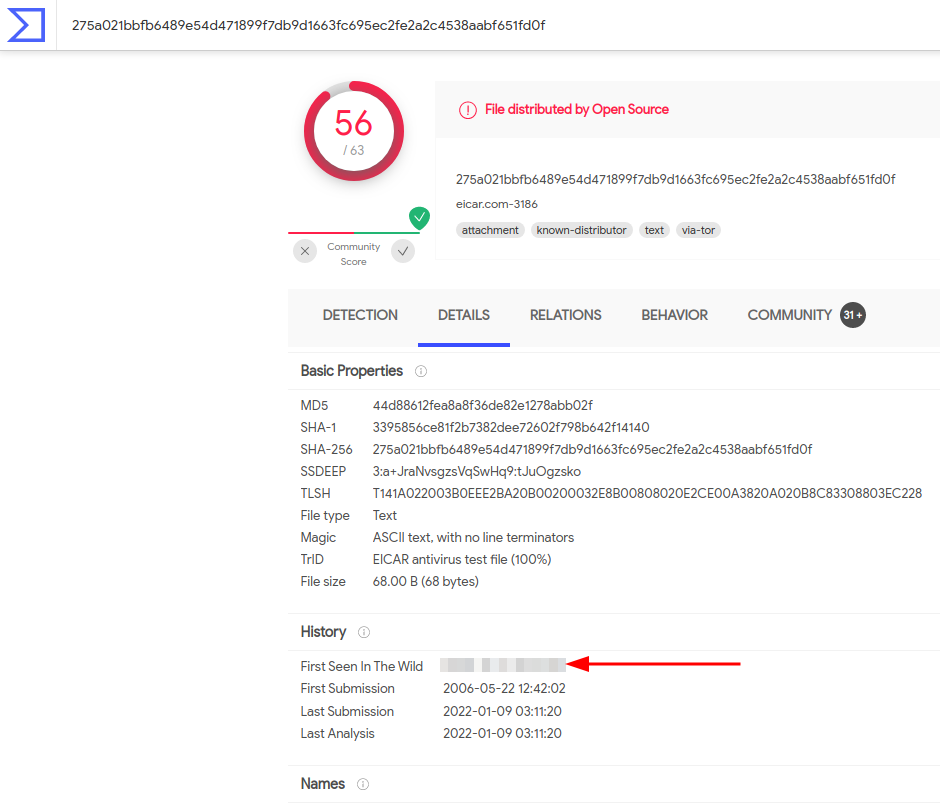 275a021bbfb6489e54d471899f7db9d1663fc695ec2fe2a2c4538aabf651fd0f
56
/ 63
File distributed by Open Source
275a021bbfb6489e54d471899f7db9d1663fc695ec2fe2a2c4538aabf651fd0f
eicar.com-3186
attachment known-distributor text via-tor
Community
Score
DETECTION DETAILS RELATIONS BEHAVIOR COMMUNITY 31+
Basic Properties
MD5 44d88612fea8a8f36de82e1278abb02f
SHA-1 3395856ce81f2b7382dee72602f798b642f14140
SHA-256 275a021bbfb6489e54d471899f7db9d1663fc695ec2fe2a2c4538aabf651fd0f
SSDEEP 3:a+JraNvsgzsVqSwHq9:tJuOgzsko
TLSH T141A022003B0EEE2BA20B00200032E8B00808020E2CE00A3820A020B8C83308803EC228
File type Text
Magic ASCII text, with no line terminators
TrID EICAR antivirus test file (100%)
File size 68.00 B (68 bytes)
History
First Seen In The Wild
First Submission 2006-05-22 12:42:02
Last Submission 2022-01-09 03:11:20
Last Analysis 2022-01-09 03:11:20
Names